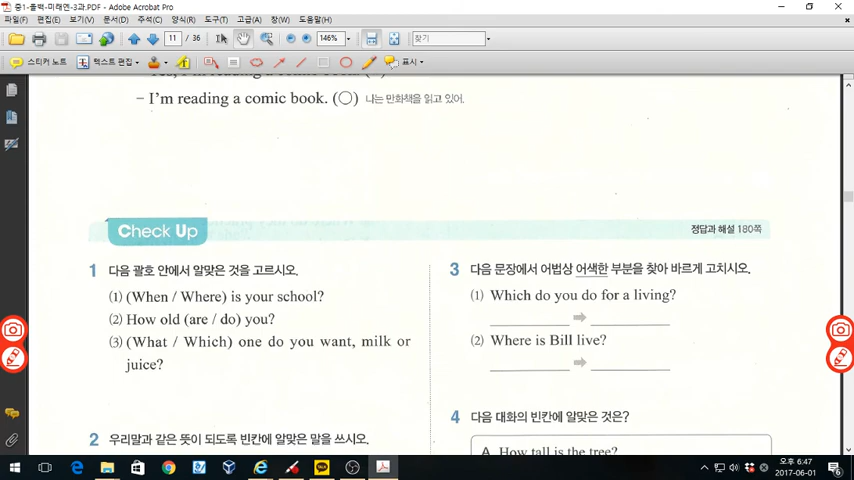 중1-올백-미래엔-3과.PDF - Adobe Acrobat Pro
파일(F) 편집(E) 보기(V) 문서(D) 주석(C) 양식(R) 도구(T) 고급(A) 창(W) 도움말(H)
11 / 36 146% 찾기
스티커 노트 텍스트 편집 표시
– I'm reading a comic book. (○) 나는 만화책을 읽고 있어.
Check Up
정답과 해설 180쪽
1 다음 괄호 안에서 알맞은 것을 고르시오.
(1) (When / Where) is your school?
(2) How old (are / do) you?
(3) (What / Which) one do you want, milk or
juice?
2 우리말과 같은 뜻이 되도록 빈칸에 알맞은 말을 쓰시오.
3 다음 문장에서 어법상 어색한 부분을 찾아 바르게 고치시오.
(1) Which do you do for a living?
(2) Where is Bill live?
4 다음 대화의 빈칸에 알맞은 것은?
A How tall is the tree?
오후 6:47
2017-06-01